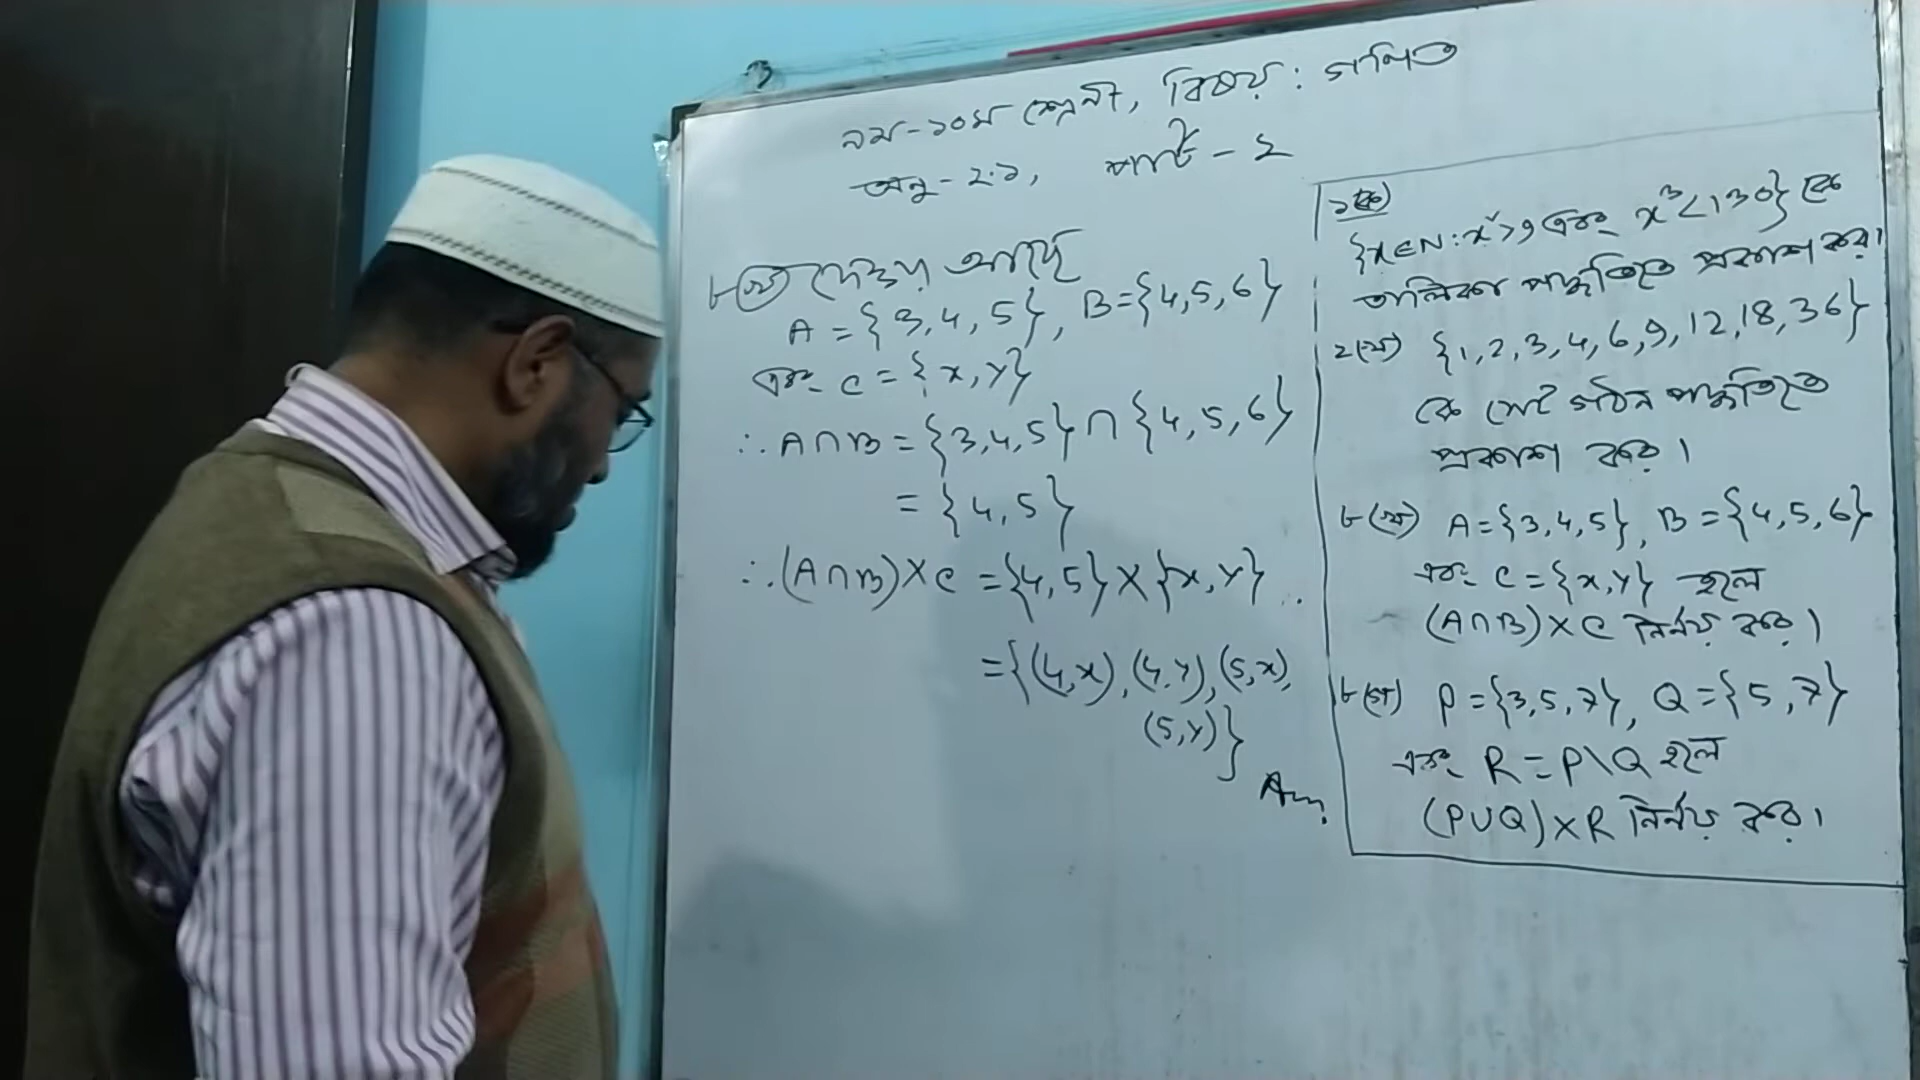 ৯ম-১০ম শ্রেণী, বিষয়: গণিত
অনু-২.১, পার্ট-২
৮(খ) দেওয়া আছে
A = {3,4,5}, B={4,5,6}
এবং C = {x,y}
∴ A∩B = {3,4,5}∩{4,5,6}
= {4,5}
∴(A∩B)×C = {4,5}×{x,y}
={(4,x),(4,y),(5,x),
(5,y)}
Ans.
১(ক)
{x∈N:x²>9 এবং x³<130} কে
তালিকা পদ্ধতিতে প্রকাশ কর।
২(খ) {1,2,3,4,6,9,12,18,36}
কে সেট গঠন পদ্ধতিতে
প্রকাশ কর।
৮(খ) A={3,4,5}, B={4,5,6}
এবং C={x,y} হলে
(A∩B)×C নির্ণয় কর।
৮(গ) P={3,5,7}, Q={5,7}
এবং R=P\Q হলে
(P∪Q)×R নির্ণয় কর।